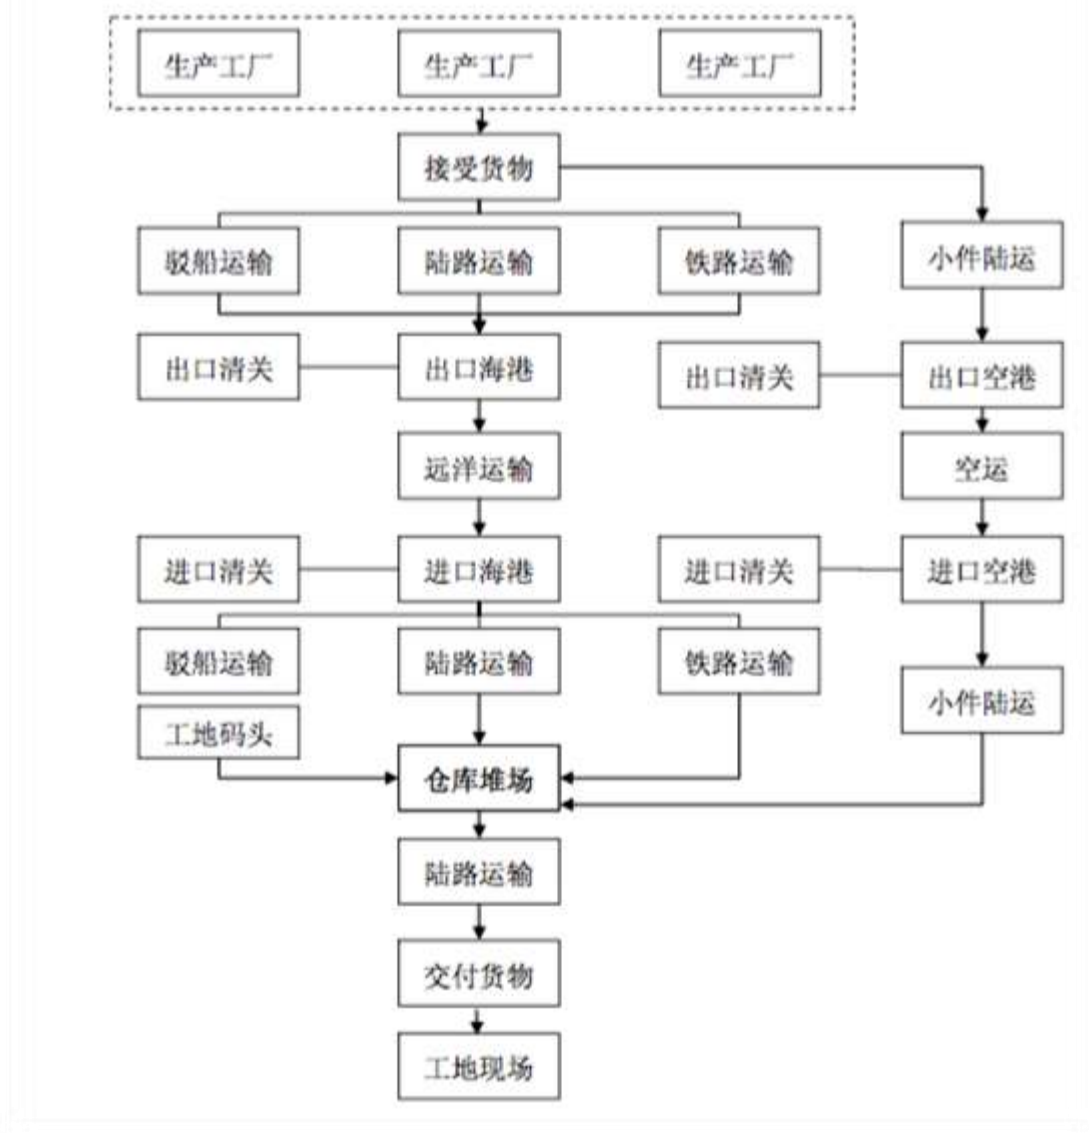 生产工厂
生产工厂
生产工厂
接受货物
驳船运输
陆路运输
铁路运输
小件陆运
出口清关
出口海港
出口清关
出口空港
远洋运输
空运
进口清关
进口海港
进口清关
进口空港
驳船运输
陆路运输
铁路运输
小件陆运
工地码头
仓库堆场
陆路运输
交付货物
工地现场